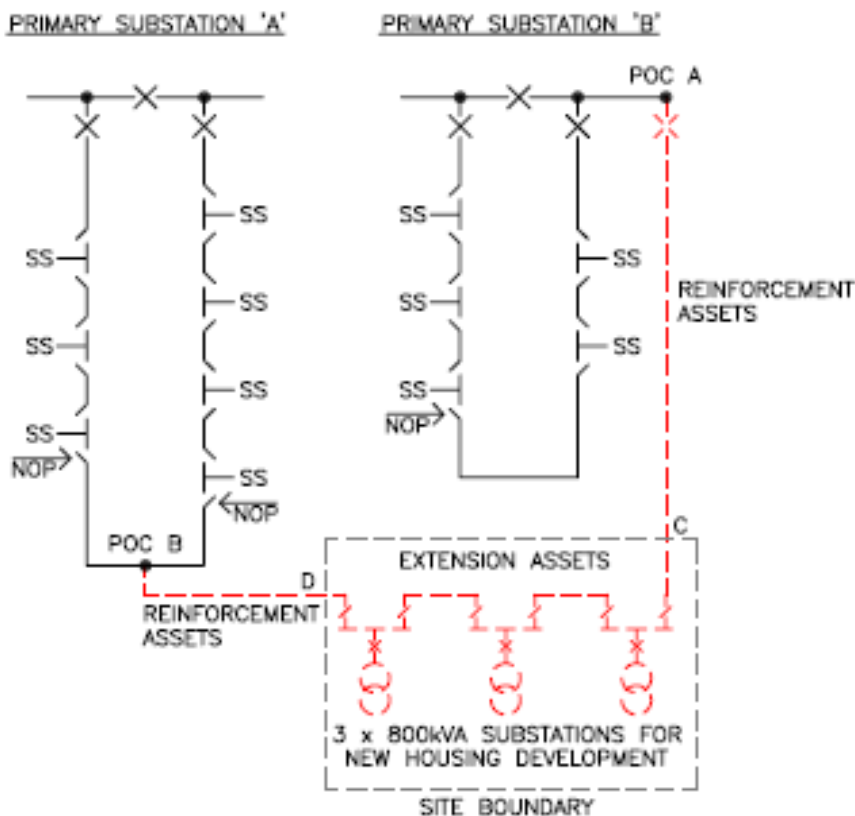 PRIMARY SUBSTATION 'A'
PRIMARY SUBSTATION 'B'
POC A
SS
SS
SS
SS
SS
SS
SS
NOP
SS
NOP
SS
SS
SS
SS
SS
NOP
REINFORCEMENT
ASSETS
POC B
C
D
EXTENSION ASSETS
REINFORCEMENT
ASSETS
3 x 800kVA SUBSTATIONS FOR
NEW HOUSING DEVELOPMENT
SITE BOUNDARY